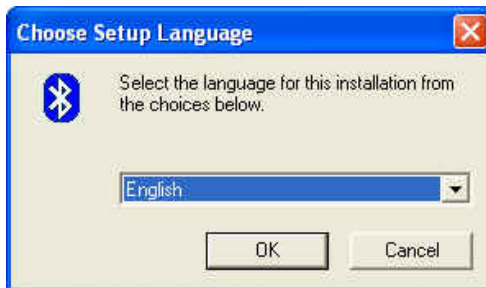 Choose Setup Language
Select the language for this installation from
the choices below.
English
OK
Cancel